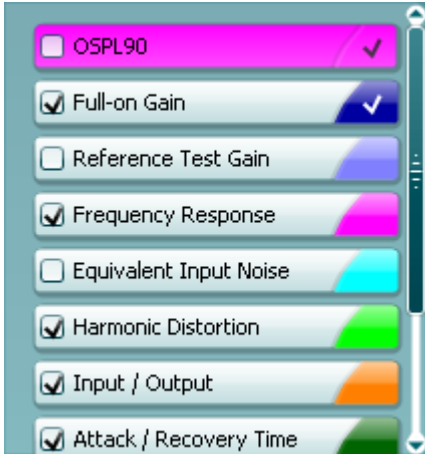 OSPL90
Full-on Gain
Reference Test Gain
Frequency Response
Equivalent Input Noise
Harmonic Distortion
Input / Output
Attack / Recovery Time